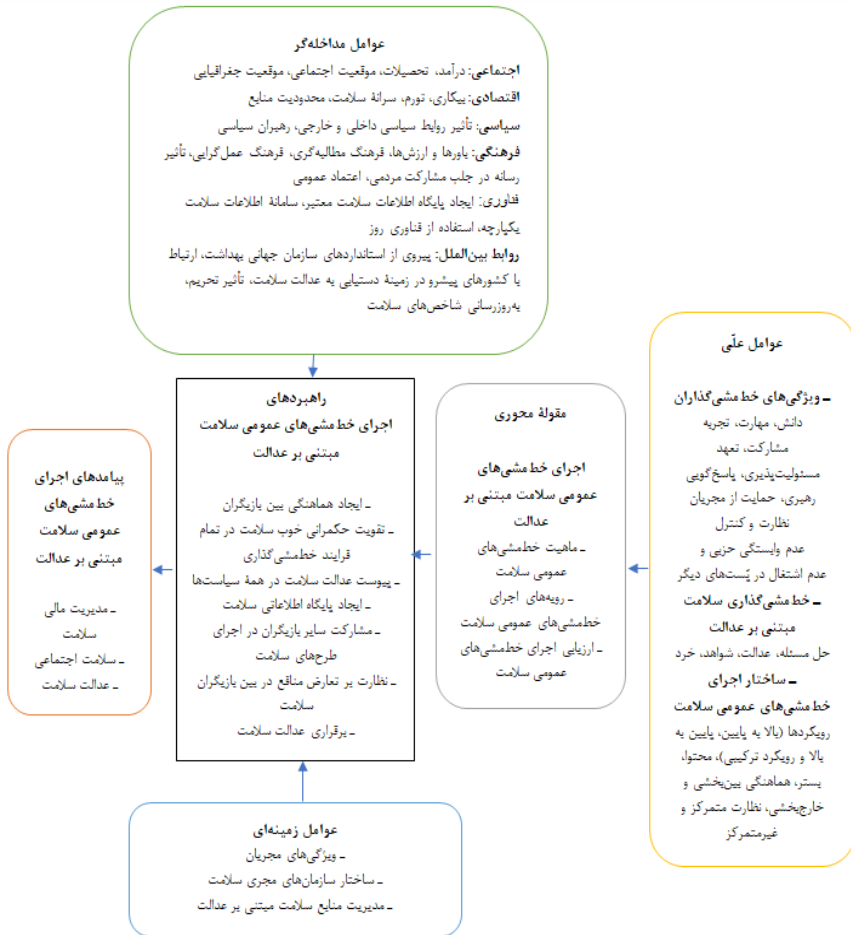 عوامل مداخله‌گر
اجتماعی: درآمد، تحصیلات، موقعیت اجتماعی، موقعیت جغرافیایی
اقتصادی: بیکاری، تورم، سرانهٔ سلامت، محدودیت منابع
سیاسی: تأثیر روابط سیاسی داخلی و خارجی، رهبران سیاسی
فرهنگی: باورها و ارزش‌ها، فرهنگ مطالبه‌گری، فرهنگ عمل‌گرایی، تأثیر
رسانه در جلب مشارکت مردمی، اعتماد عمومی
فناوری: ایجاد پایگاه اطلاعات سلامت معتبر، سامانهٔ اطلاعات سلامت
یکپارچه، استفاده از فناوری روز
روابط بین‌الملل: پیروی از استانداردهای سازمان جهانی بهداشت، ارتباط
با کشورهای پیشرو در زمینهٔ دستیابی به عدالت سلامت، تأثیر تحریم،
به‌روزرسانی شاخص‌های سلامت
عوامل علّی
ـ ویژگی‌های خط‌مشی‌گذاران
دانش، مهارت، تجربه
مشارکت، تعهد
مسئولیت‌پذیری، پاسخ‌گویی
رهبری، حمایت از مجریان
نظارت و کنترل
عدم وابستگی حزبی و
عدم اشتغال در پُست‌های دیگر
ـ خط‌مشی‌گذاری سلامت
مبتنی بر عدالت
حل مسئله، عدالت، شواهد، خرد
ـ ساختار اجرای
خط‌مشی‌های عمومی سلامت
رویکردها (بالا به پایین، پایین به
بالا و رویکرد ترکیبی)، محتوا،
بستر، هماهنگی بین‌بخشی و
خارج‌بخشی، نظارت متمرکز و
غیرمتمرکز
مقولهٔ محوری
اجرای خط‌مشی‌های
عمومی سلامت مبتنی بر
عدالت
ـ ماهیت خط‌مشی‌های
عمومی سلامت
ـ رویه‌های اجرای
خط‌مشی‌های عمومی سلامت
ـ ارزیابی اجرای خط‌مشی‌های
عمومی سلامت
راهبردهای
اجرای خط‌مشی‌های عمومی سلامت
مبتنی بر عدالت
ـ ایجاد هماهنگی بین بازیگران
ـ تقویت حکمرانی خوب سلامت در تمام
فرایند خط‌مشی‌گذاری
ـ پیوست عدالت سلامت در همهٔ سیاست‌ها
ـ ایجاد پایگاه اطلاعاتی سلامت
ـ مشارکت سایر بازیگران در اجرای
طرح‌های سلامت
ـ نظارت بر تعارض منافع در بین بازیگران
سلامت
ـ برقراری عدالت سلامت
پیامدهای اجرای
خط‌مشی‌های
عمومی سلامت
مبتنی بر عدالت
ـ مدیریت مالی
سلامت
ـ سلامت اجتماعی
ـ عدالت سلامت
عوامل زمینه‌ای
ـ ویژگی‌های مجریان
ـ ساختار سازمان‌های مجری سلامت
ـ مدیریت منابع سلامت مبتنی بر عدالت